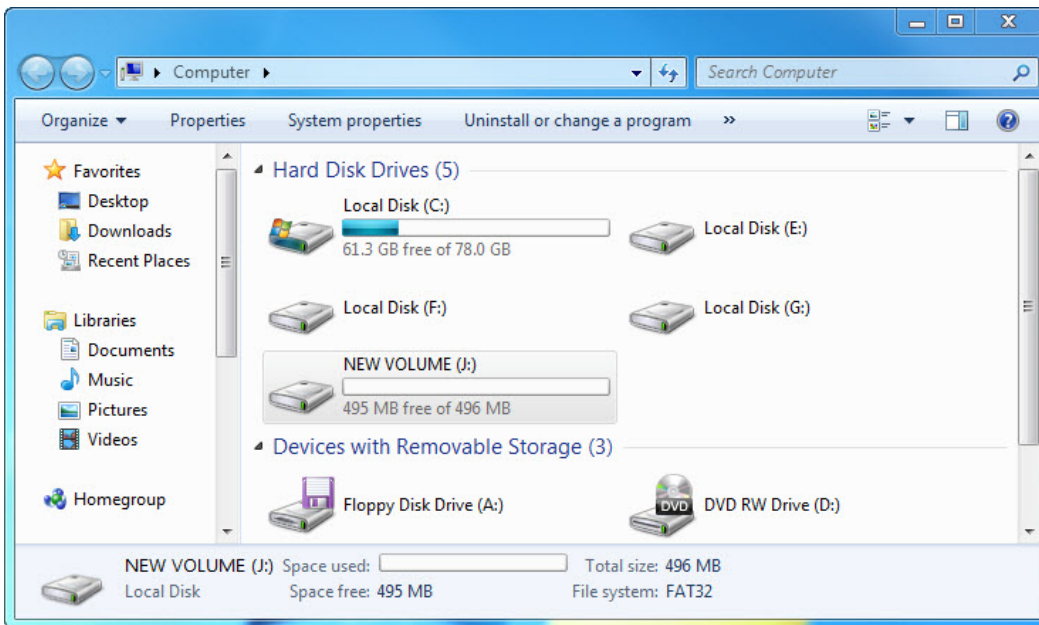 Computer
Search Computer
Organize Properties System properties Uninstall or change a program »
Favorites
Desktop
Downloads
Recent Places
Libraries
Documents
Music
Pictures
Videos
Homegroup
Hard Disk Drives (5)
Local Disk (C:)
61.3 GB free of 78.0 GB
Local Disk (E:)
Local Disk (F:)
Local Disk (G:)
NEW VOLUME (J:)
495 MB free of 496 MB
Devices with Removable Storage (3)
Floppy Disk Drive (A:)
DVD
DVD RW Drive (D:)
NEW VOLUME (J:) Space used: Total size: 496 MB
Local Disk Space free: 495 MB File system: FAT32